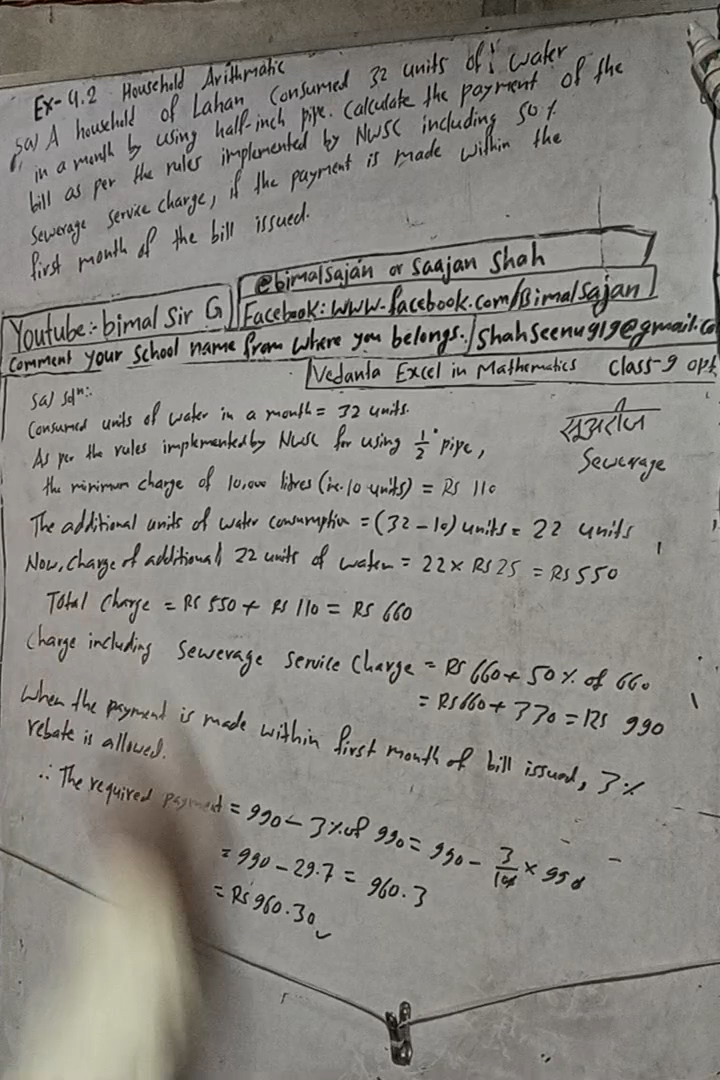 Ex-4.2 Household Arithmatic
5a) A household of Lahan Consumed 32 units of water
in a month by using half-inch pipe. Calculate the payment of the
bill as per the rules implemented by NWSC including 50%
Sewerage service charge, if the payment is made within the
first month of the bill issued.
@bimalsajan or Saajan Shah
Youtube:- bimal Sir G
Facebook: www.facebook.com/Bimalsajan
Comment your School name from where you belongs.
shahseenu919@gmail.co
Vedanta Excel in Mathematics Class-9 opt
5a) Solⁿ:
Consumed units of water in a month = 32 units.
As per the rules implemented by NWSC for using 1/2" pipe,
Sewerage
the minimum charge of 10,000 litres (i.e. 10 units) = RS 110
The additional units of water consumption = (32-10) units = 22 units
Now, charge of additional 22 units of water = 22 × RS 25 = RS 550
Total Charge = RS 550 + RS 110 = RS 660
Charge including Sewerage Service Charge = RS 660 + 50% of 660
= RS 660 + 330 = RS 990
When the payment is made within first month of bill issued, 3%
rebate is allowed.
∴ The required payment = 990 - 3% of 990 = 990 - 3/100 × 990
= 990 - 29.7 = 960.3
= RS 960.30